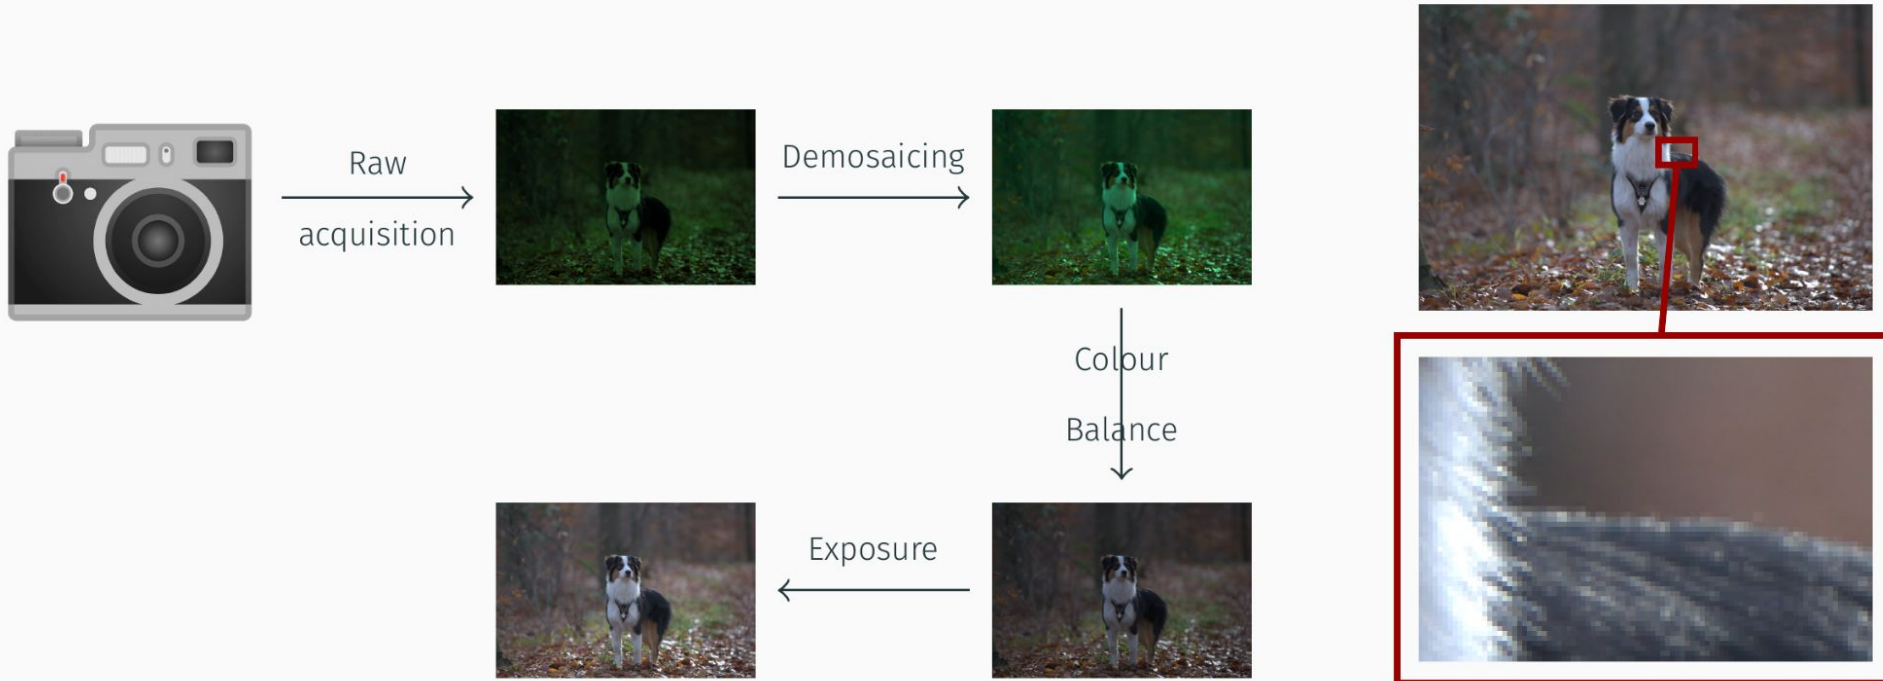 Raw
acquisition
Demosaicing
Colour
Balance
Exposure